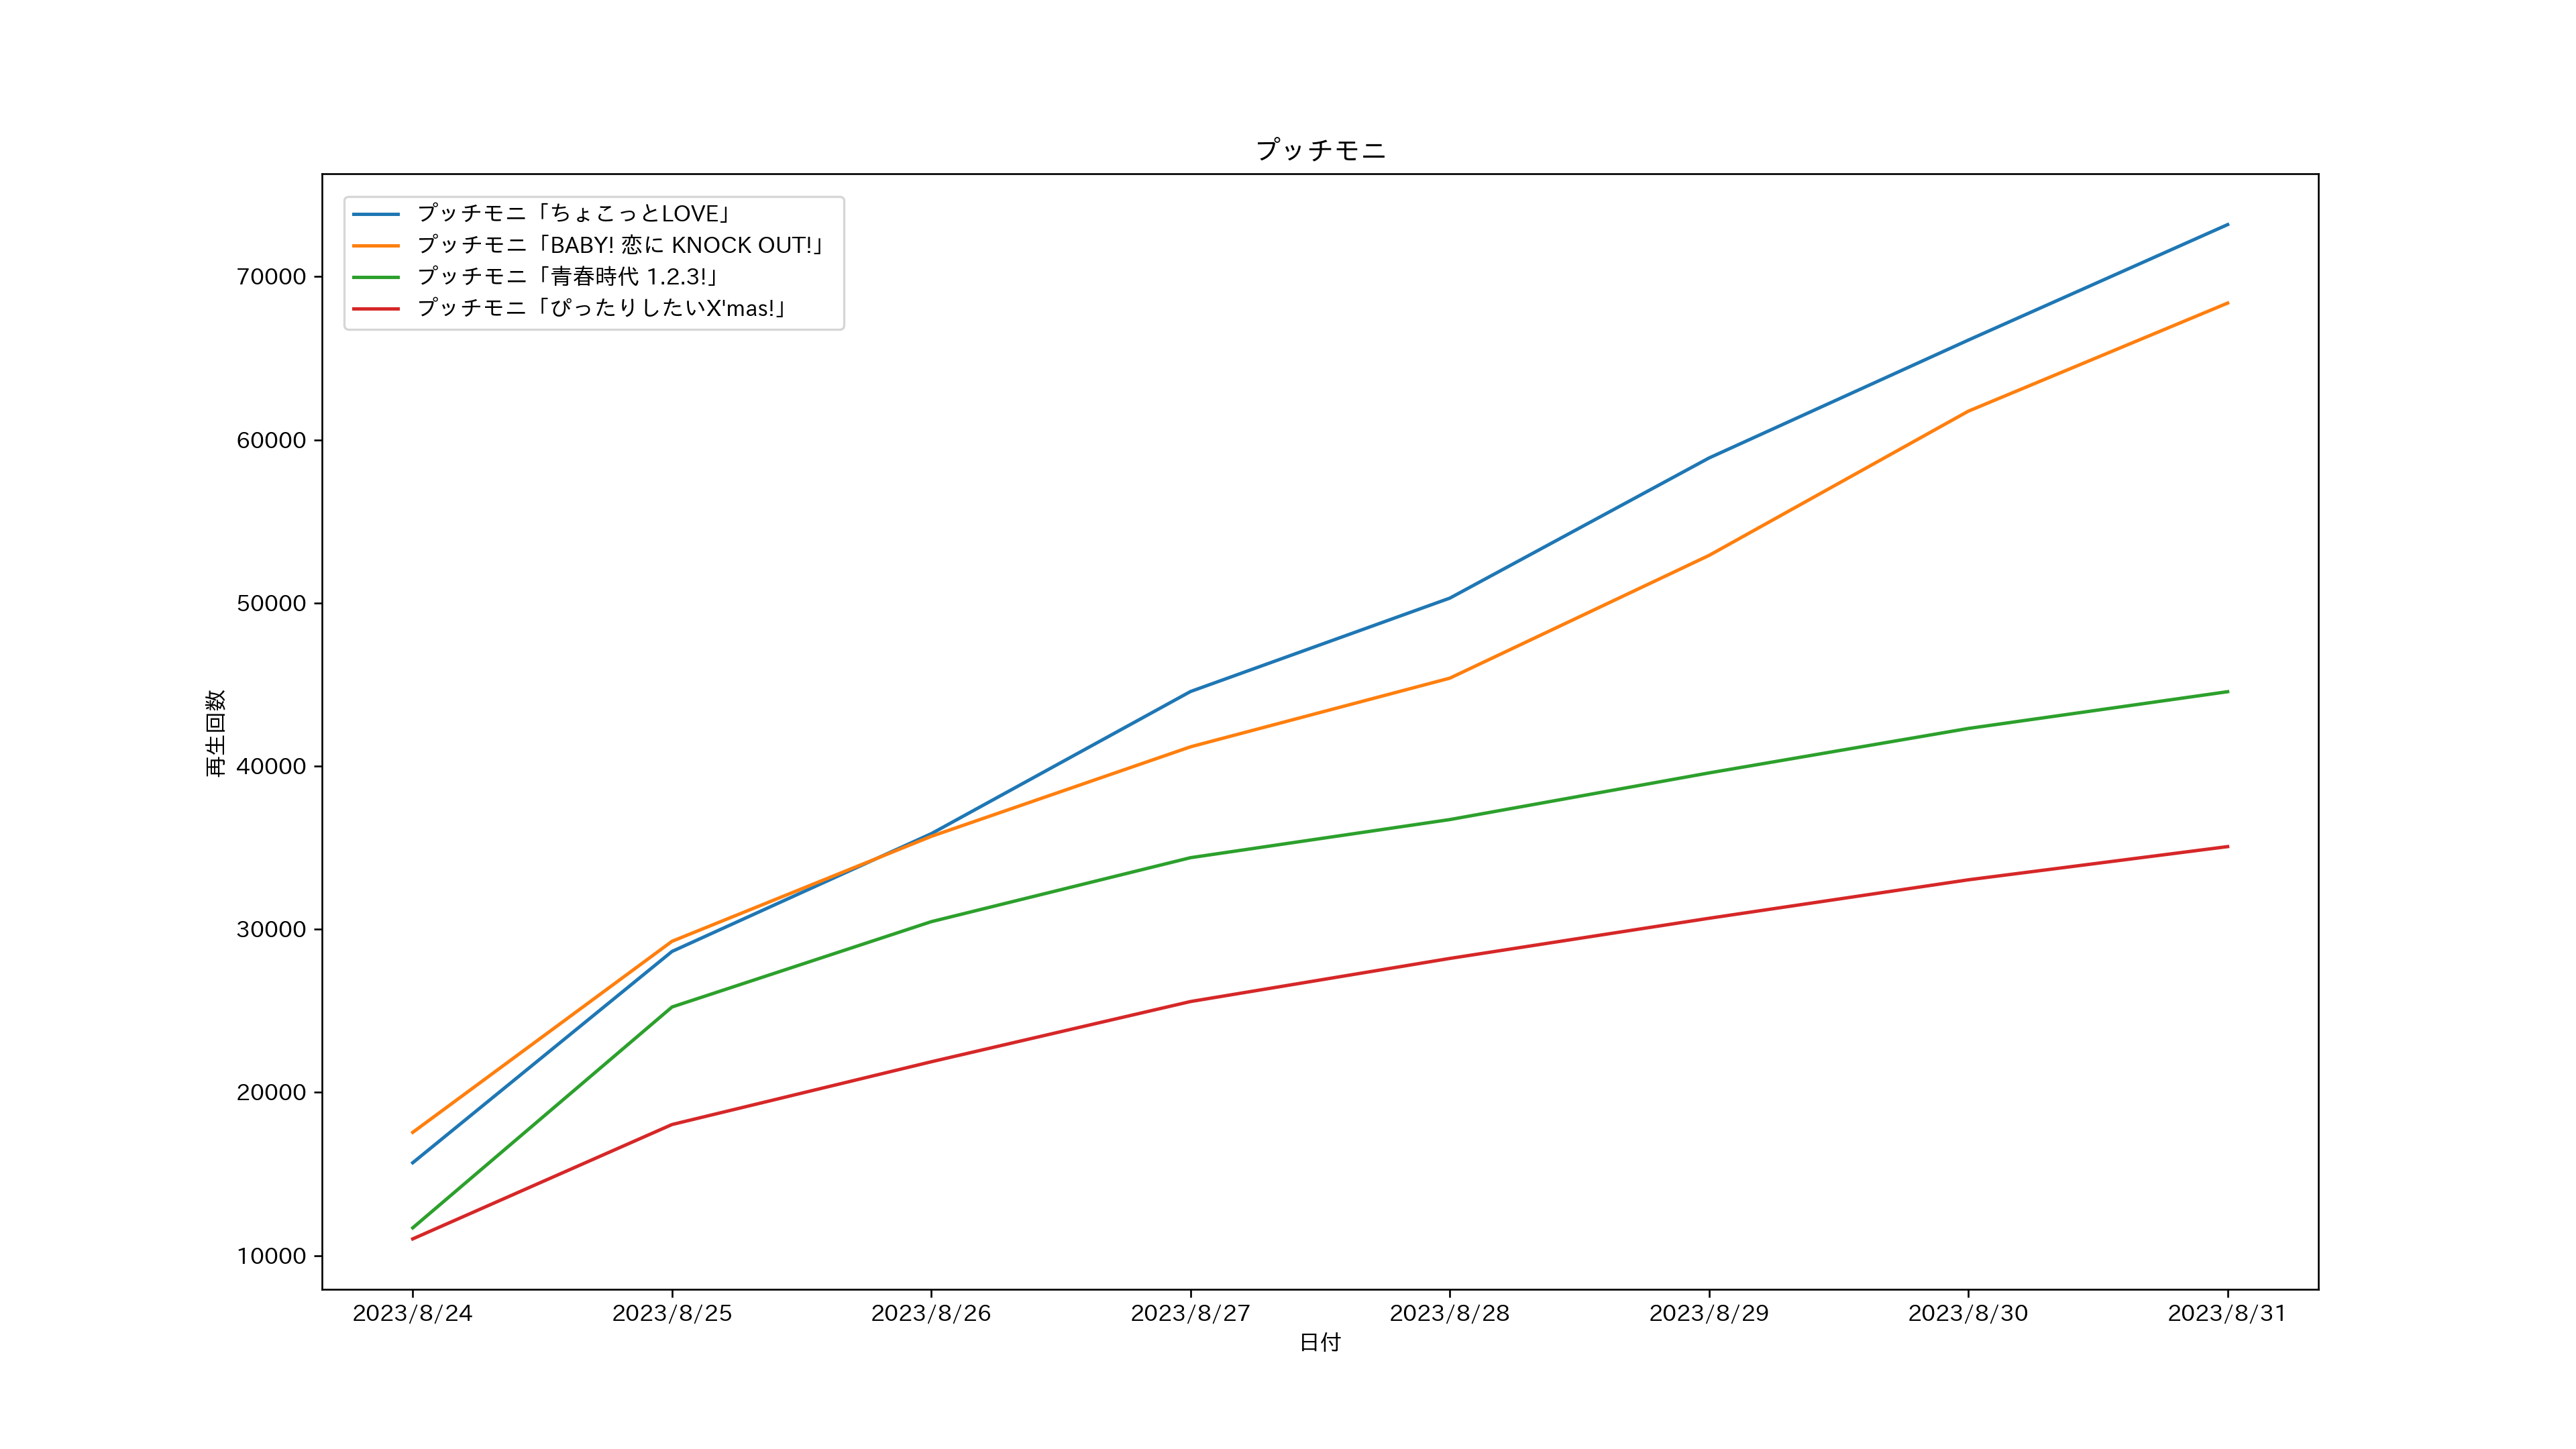 プッチモニ
プッチモニ「ちょこっとLOVE」
プッチモニ「BABY! 恋に KNOCK OUT!」
プッチモニ「青春時代 1.2.3!」
プッチモニ「ぴったりしたいX'mas!」
再生回数
70000
60000
50000
40000
30000
20000
10000
2023/8/24 2023/8/25 2023/8/26 2023/8/27 2023/8/28 2023/8/29 2023/8/30 2023/8/31
日付